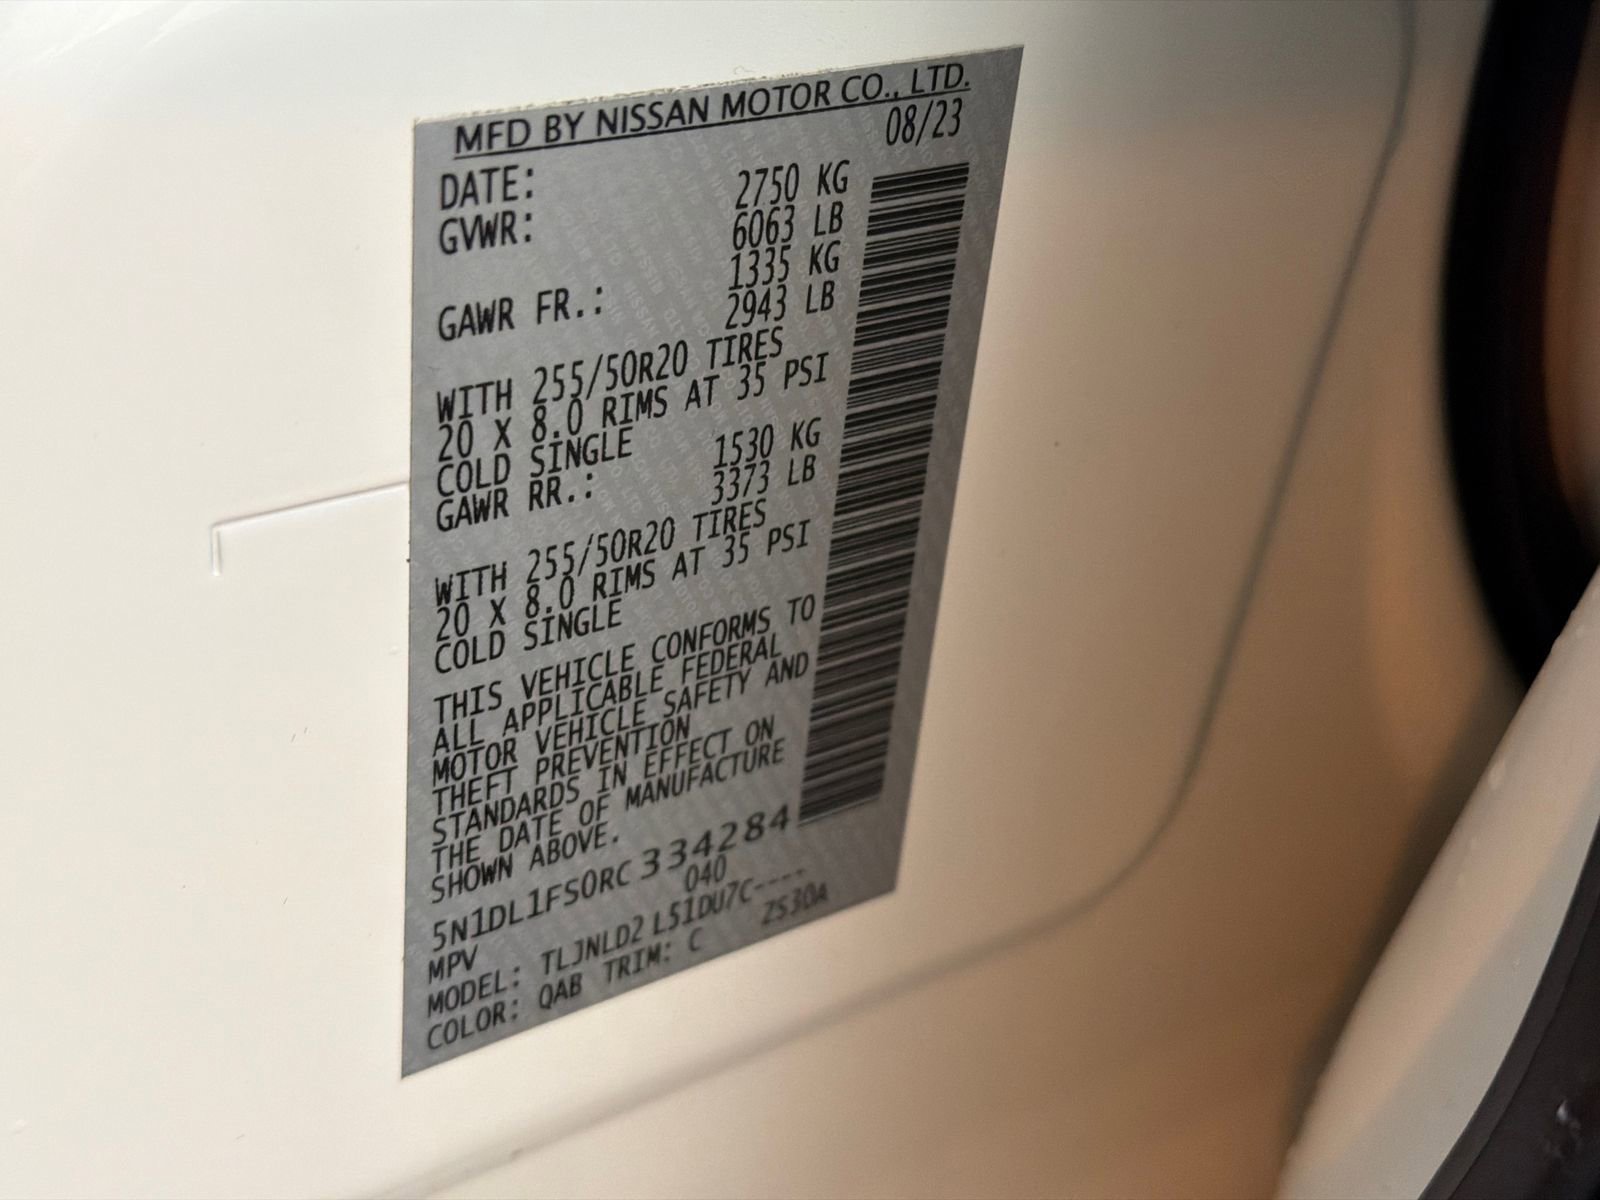 MFD BY NISSAN MOTOR CO., LTD.
DATE: 08/23
GVWR: 2750 KG
6063 LB
GAWR FR.: 1335 KG
2943 LB
WITH 255/50R20 TIRES
20 X 8.0 RIMS AT 35 PSI
COLD SINGLE
GAWR RR.: 1530 KG
3373 LB
WITH 255/50R20 TIRES
20 X 8.0 RIMS AT 35 PSI
COLD SINGLE
THIS VEHICLE CONFORMS TO
ALL APPLICABLE FEDERAL
MOTOR VEHICLE SAFETY AND
THEFT PREVENTION
STANDARDS IN EFFECT ON
THE DATE OF MANUFACTURE
SHOWN ABOVE.
5N1DL1FS0RC334284
MPV 040
MODEL: TLJNLD2 L51DU7C----
COLOR: QAB TRIM: C ZS30A